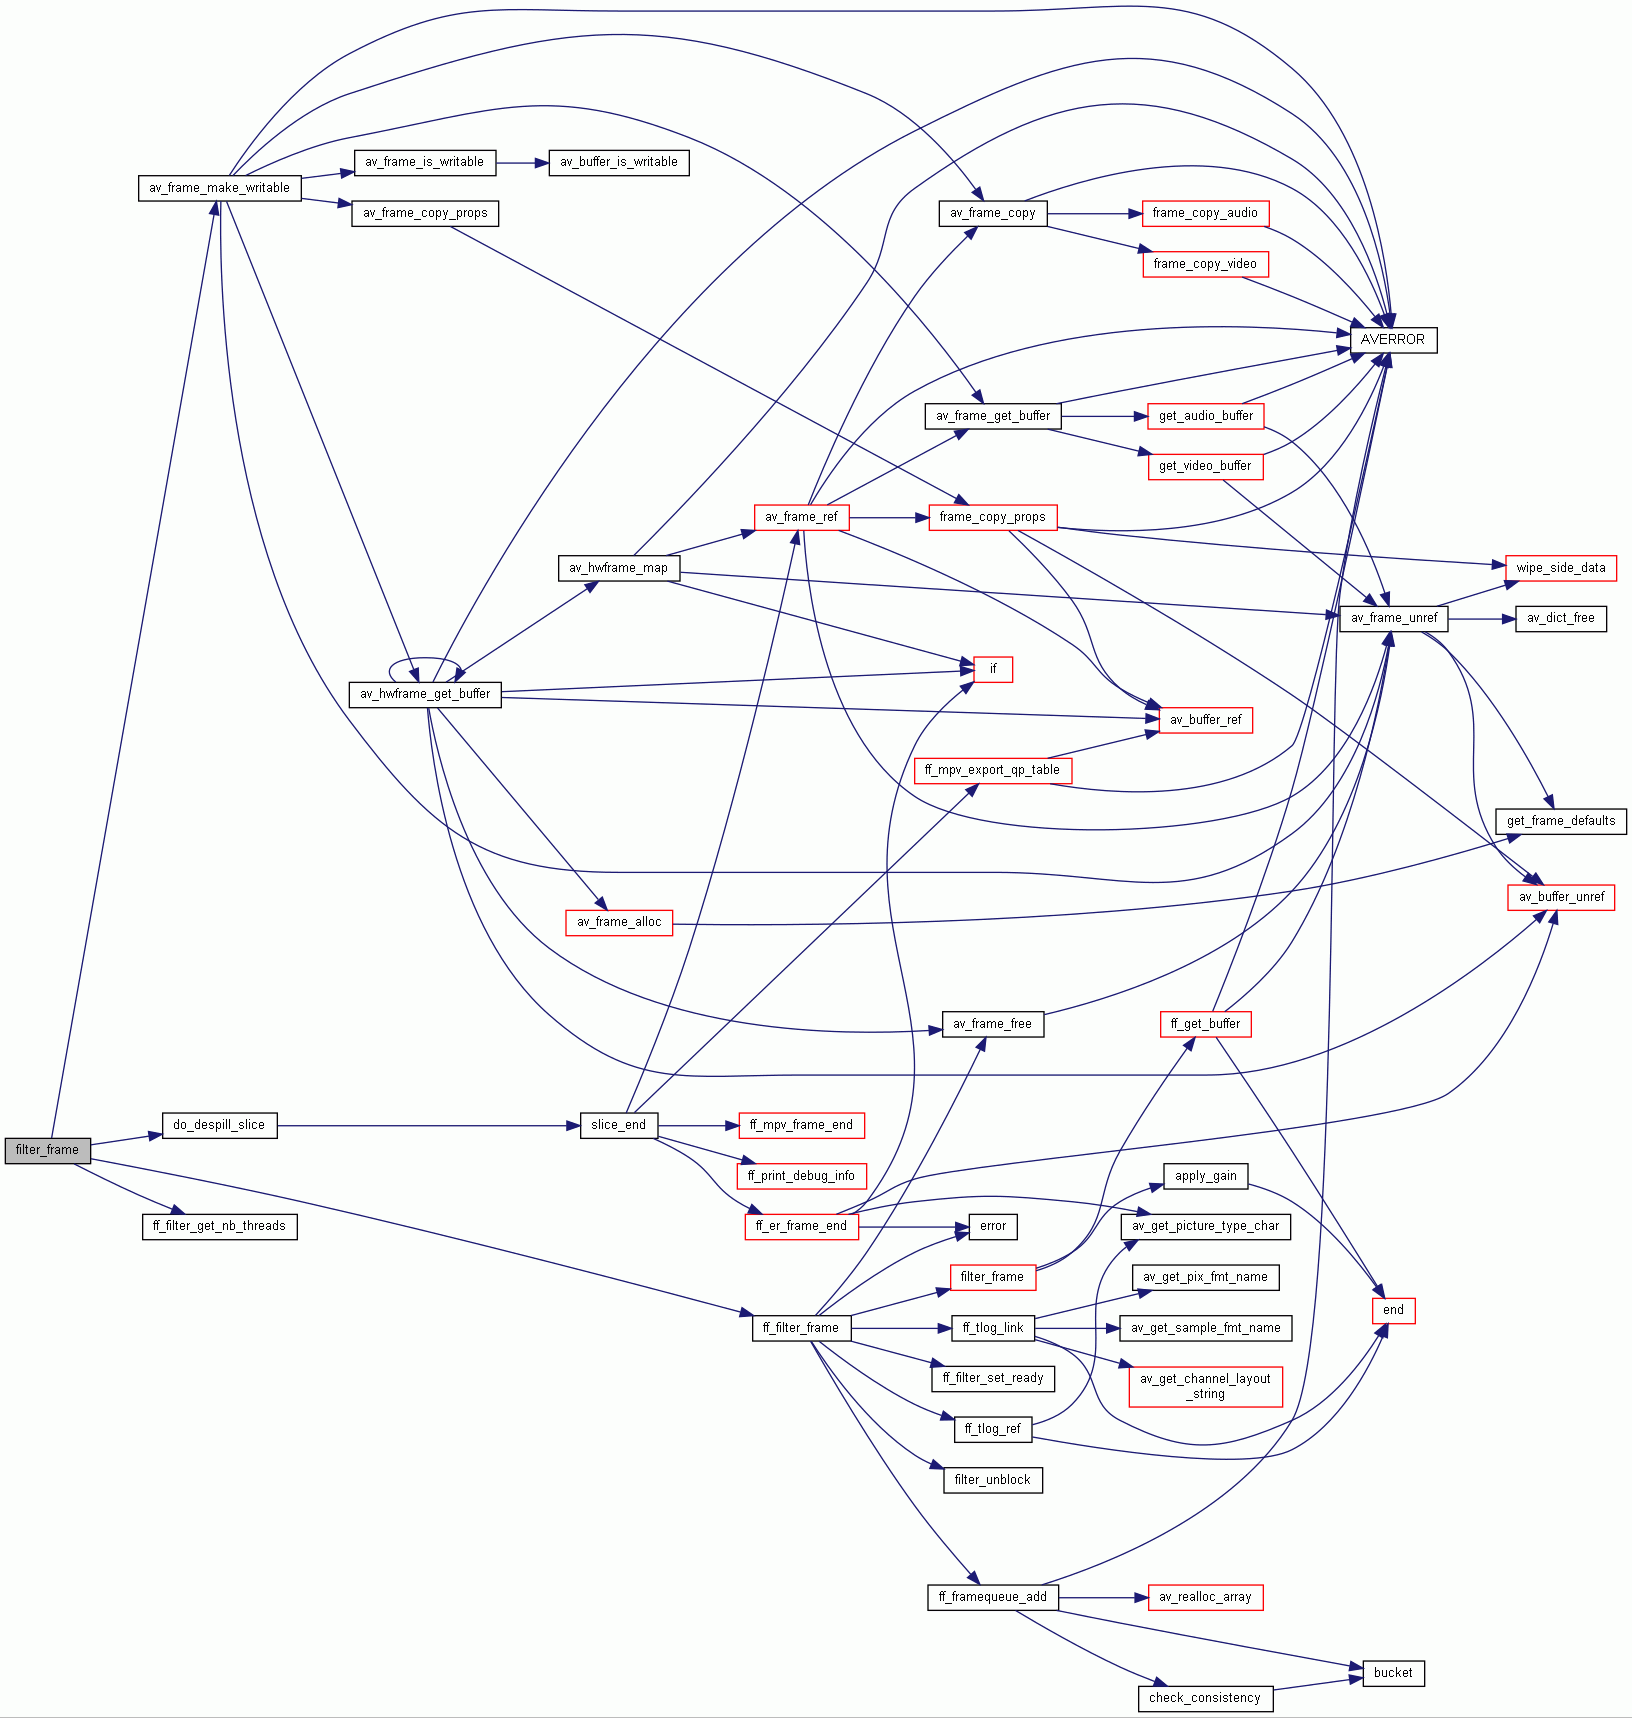 av_frame_is_writable
av_buffer_is_writable
av_frame_make_writable
av_frame_copy_props
av_frame_copy
frame_copy_audio
frame_copy_video
AVERROR
av_frame_get_buffer
get_audio_buffer
get_video_buffer
av_frame_ref
frame_copy_props
av_hwframe_map
wipe_side_data
av_frame_unref
av_dict_free
if
av_hwframe_get_buffer
av_buffer_ref
ff_mpv_export_qp_table
get_frame_defaults
av_buffer_unref
av_frame_alloc
av_frame_free
ff_get_buffer
do_despill_slice
slice_end
ff_mpv_frame_end
filter_frame
ff_print_debug_info
apply_gain
ff_filter_get_nb_threads
ff_er_frame_end
error
av_get_picture_type_char
filter_frame
av_get_pix_fmt_name
end
ff_filter_frame
ff_tlog_link
av_get_sample_fmt_name
ff_filter_set_ready
av_get_channel_layout
_string
ff_tlog_ref
filter_unblock
ff_framequeue_add
av_realloc_array
bucket
check_consistency